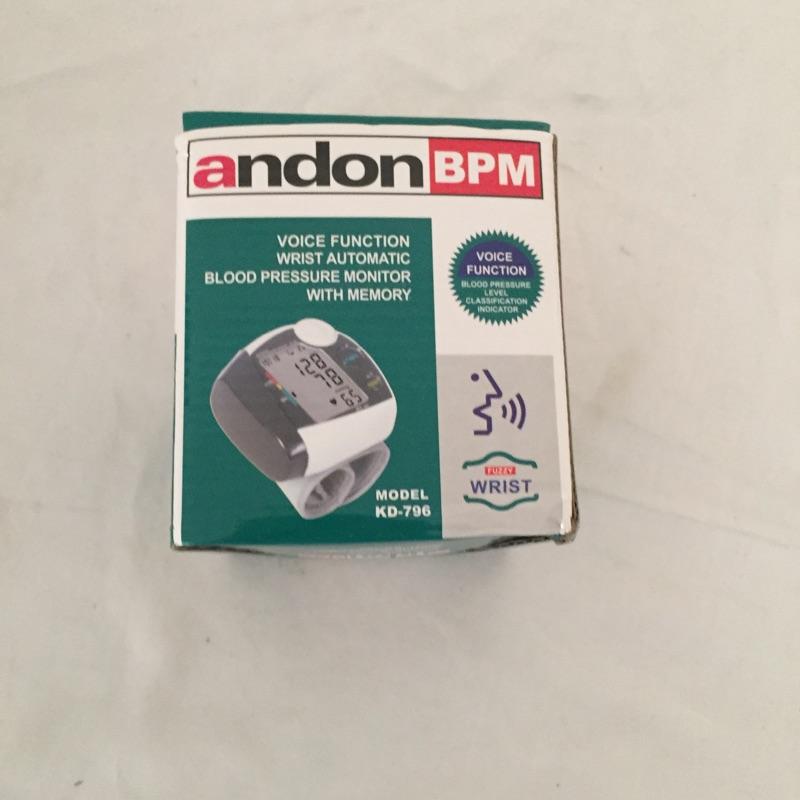 andon BPM
VOICE FUNCTION
WRIST AUTOMATIC
BLOOD PRESSURE MONITOR
WITH MEMORY
VOICE
FUNCTION
BLOOD PRESSURE
LEVEL
CLASSIFICATION
INDICATOR
MODEL
KD-796
FUZZY
WRIST